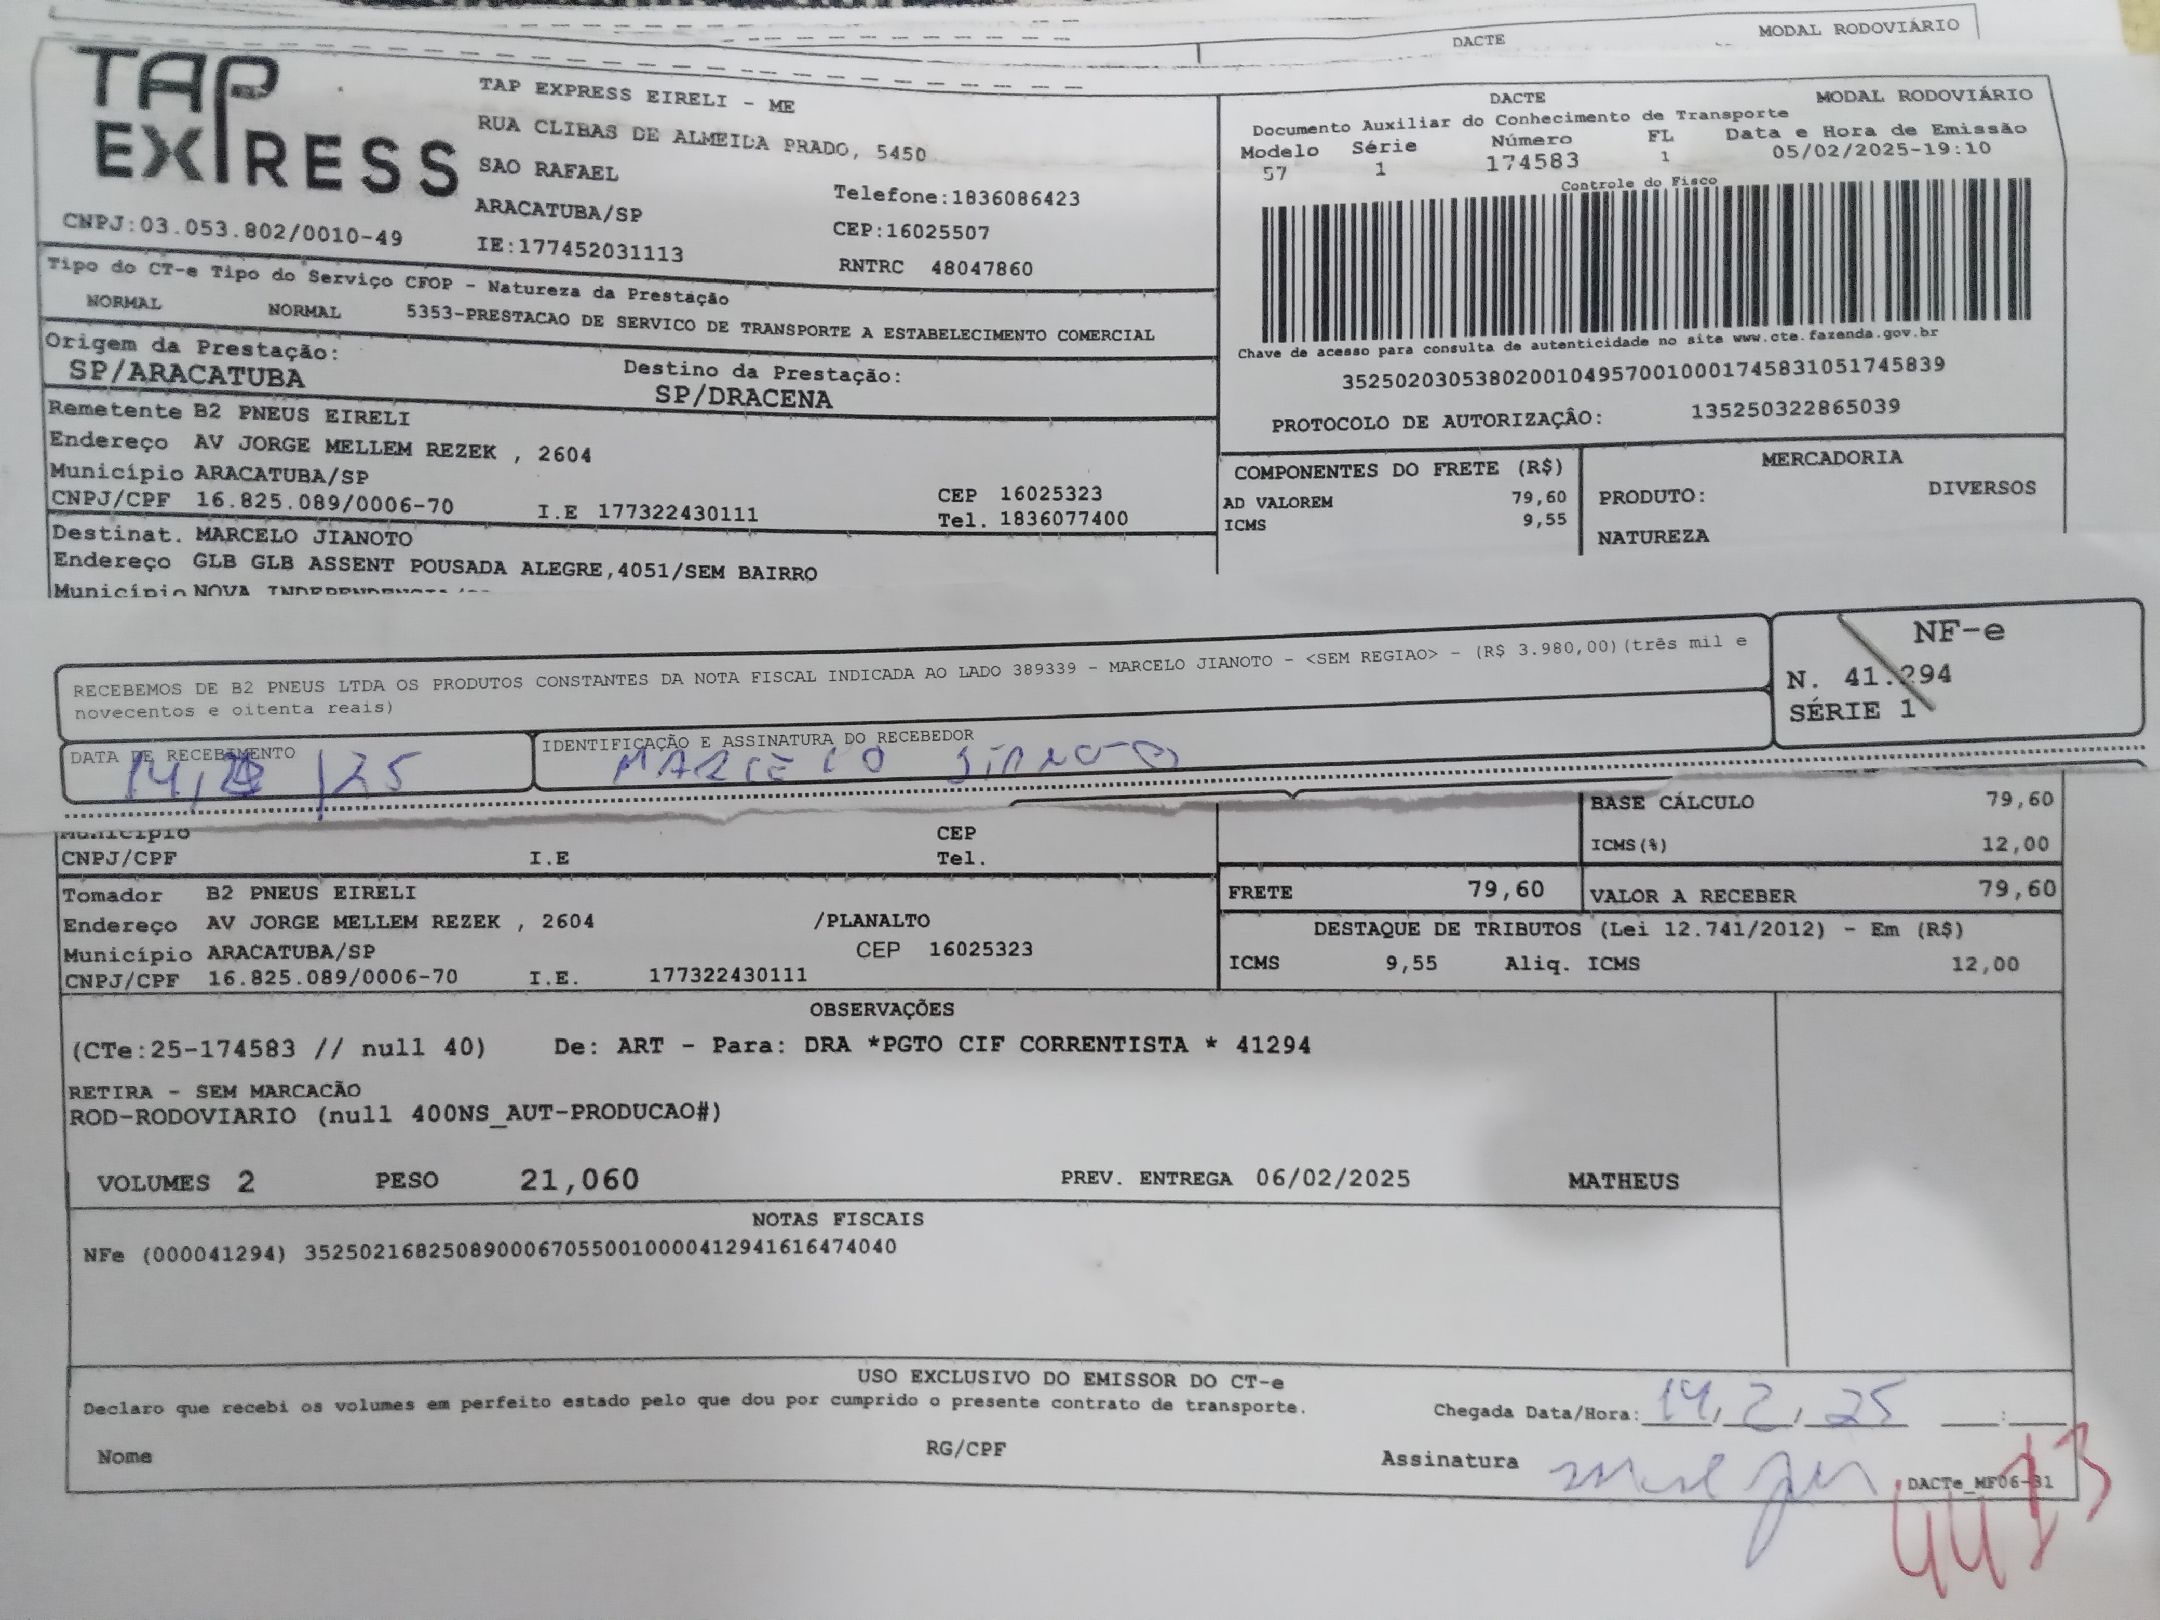 DACTE MODAL RODOVIÁRIO
TAP EXPRESS
TAP EXPRESS EIRELI - ME
RUA CLIBAS DE ALMEIDA PRADO, 5450
SAO RAFAEL
ARACATUBA/SP
Telefone:1836086423
CEP:16025507
CNPJ:03.053.802/0010-49
IE:177452031113
RNTRC 48047860
DACTE MODAL RODOVIÁRIO
Documento Auxiliar do Conhecimento de Transporte
Modelo Série Número FL Data e Hora de Emissão
57 1 174583 1 05/02/2025-19:10
Controle do Fisco
Chave de acesso para consulta de autenticidade no site www.cte.fazenda.gov.br
35250203053802001049570010001745831051745839
PROTOCOLO DE AUTORIZAÇÂO: 135250322865039
Tipo do CT-e Tipo do Serviço CFOP - Natureza da Prestação
NORMAL NORMAL 5353-PRESTACAO DE SERVICO DE TRANSPORTE A ESTABELECIMENTO COMERCIAL
Origem da Prestação: Destino da Prestação:
SP/ARACATUBA SP/DRACENA
Remetente B2 PNEUS EIRELI
Endereço AV JORGE MELLEM REZEK , 2604
Município ARACATUBA/SP CEP 16025323
CNPJ/CPF 16.825.089/0006-70 I.E 177322430111 Tel. 1836077400
Destinat. MARCELO JIANOTO
Endereço GLB GLB ASSENT POUSADA ALEGRE,4051/SEM BAIRRO
Município NOVA INDEPENDENCIA
COMPONENTES DO FRETE (R$)
AD VALOREM 79,60
ICMS 9,55
MERCADORIA
PRODUTO: DIVERSOS
NATUREZA
RECEBEMOS DE B2 PNEUS LTDA OS PRODUTOS CONSTANTES DA NOTA FISCAL INDICADA AO LADO 389339 - MARCELO JIANOTO - <SEM REGIAO> - (R$ 3.980,00)(três mil e
novecentos e oitenta reais)
NF-e
N. 41.294
SÉRIE 1
DATA DE RECEBIMENTO
14/ /25
IDENTIFICAÇÃO E ASSINATURA DO RECEBEDOR
MARCELO JIANOTO
BASE CÁLCULO 79,60
ICMS(%) 12,00
Município CEP
CNPJ/CPF I.E Tel.
Tomador B2 PNEUS EIRELI
Endereço AV JORGE MELLEM REZEK , 2604 /PLANALTO
Município ARACATUBA/SP CEP 16025323
CNPJ/CPF 16.825.089/0006-70 I.E. 177322430111
FRETE 79,60 VALOR A RECEBER 79,60
DESTAQUE DE TRIBUTOS (Lei 12.741/2012) - Em (R$)
ICMS 9,55 Aliq. ICMS 12,00
OBSERVAÇÕES
(CTe:25-174583 // null 40) De: ART - Para: DRA *PGTO CIF CORRENTISTA * 41294
RETIRA - SEM MARCACÃO
ROD-RODOVIARIO (null 400NS_AUT-PRODUCAO#)
VOLUMES 2 PESO 21,060 PREV. ENTREGA 06/02/2025 MATHEUS
NOTAS FISCAIS
NFe (000041294) 35250216825089000670550010000412941616474040
USO EXCLUSIVO DO EMISSOR DO CT-e
Declaro que recebi os volumes em perfeito estado pelo que dou por cumprido o presente contrato de transporte.
Chegada Data/Hora: 14/2/25 __:__
Nome RG/CPF Assinatura
DACTe_MF06-31